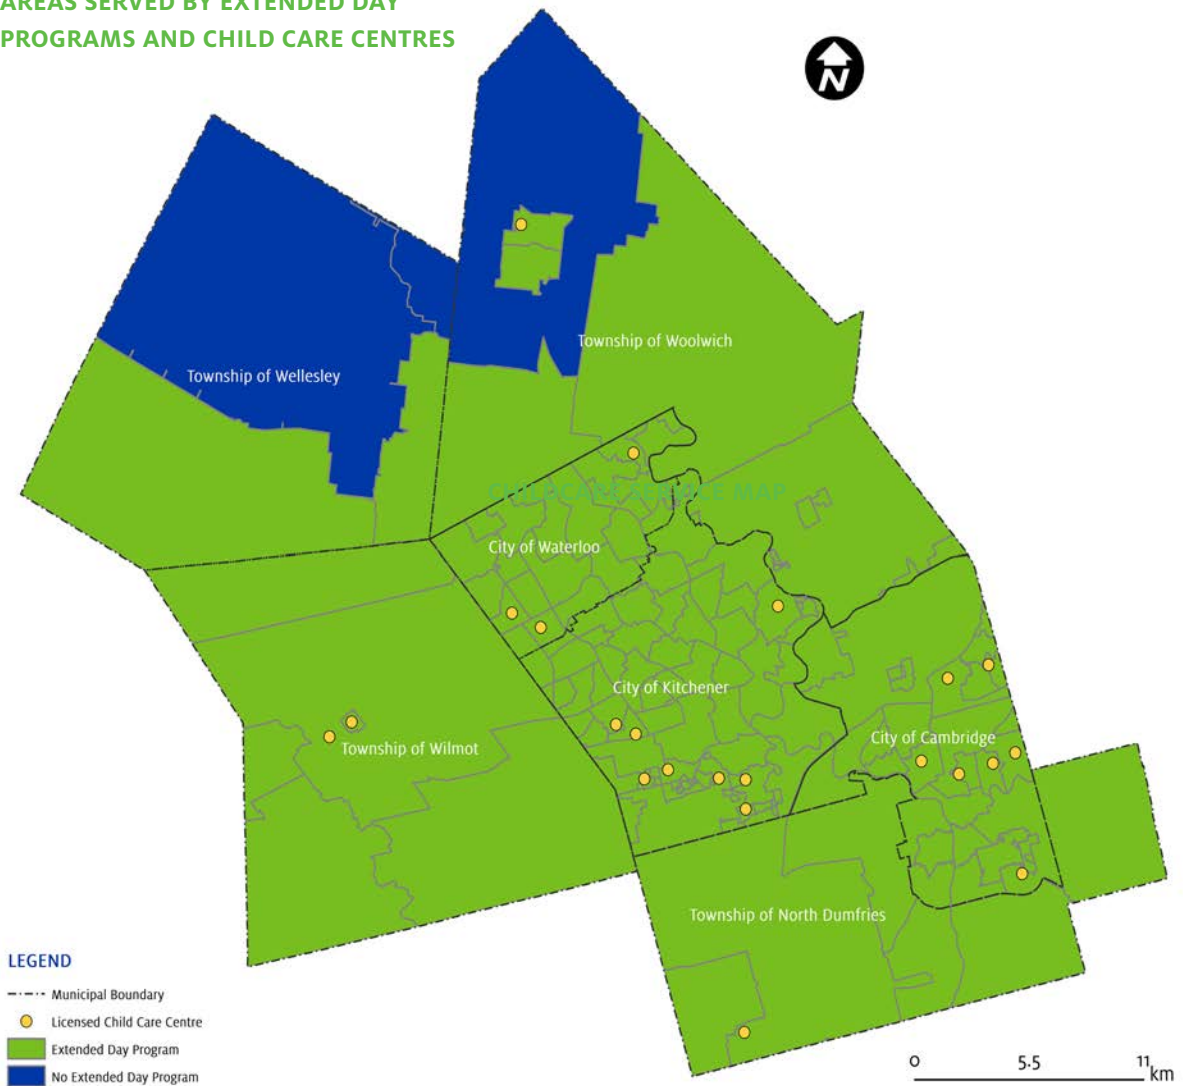 AREAS SERVED BY EXTENDED DAY
PROGRAMS AND CHILD CARE CENTRES
N
Township of Woolwich
Township of Wellesley
CHILDCARE SERVICE MAP
City of Waterloo
City of Kitchener
City of Cambridge
Township of Wilmot
Township of North Dumfries
LEGEND
Municipal Boundary
Licensed Child Care Centre
Extended Day Program
No Extended Day Program
0 5.5 11 km